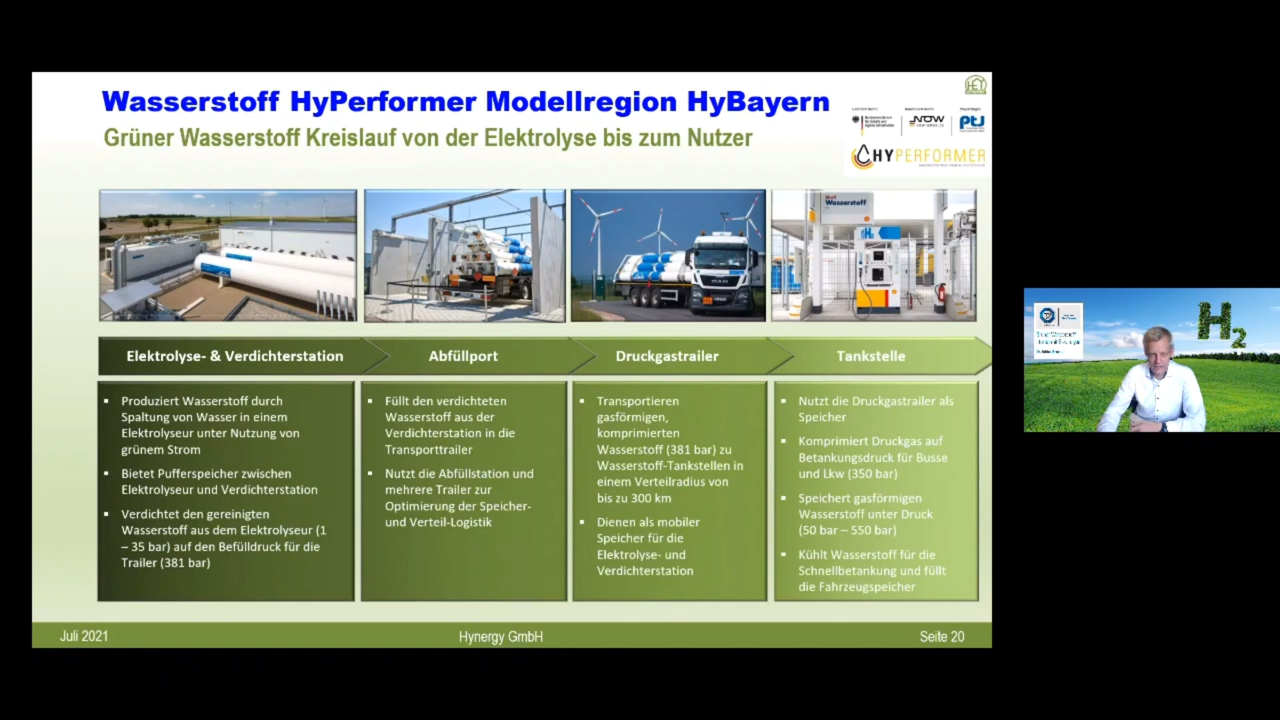 Wasserstoff HyPerformer Modellregion HyBayern
Grüner Wasserstoff Kreislauf von der Elektrolyse bis zum Nutzer
NOW
PtJ
HYPERFORMER
Wasserstoff
H2
MAN
H2
Elektrolyse- & Verdichterstation
Abfüllport
Druckgastrailer
Tankstelle
▪ Produziert Wasserstoff durch
Spaltung von Wasser in einem
Elektrolyseur unter Nutzung von
grünem Strom
▪ Bietet Pufferspeicher zwischen
Elektrolyseur und Verdichterstation
▪ Verdichtet den gereinigten
Wasserstoff aus dem Elektrolyseur (1
– 35 bar) auf den Befülldruck für die
Trailer (381 bar)
▪ Füllt den verdichteten
Wasserstoff aus der
Verdichterstation in die
Transporttrailer
▪ Nutzt die Abfüllstation und
mehrere Trailer zur
Optimierung der Speicher-
und Verteil-Logistik
▪ Transportieren
gasförmigen,
komprimierten
Wasserstoff (381 bar) zu
Wasserstoff-Tankstellen in
einem Verteilradius von
bis zu 300 km
▪ Dienen als mobiler
Speicher für die
Elektrolyse- und
Verdichterstation
▪ Nutzt die Druckgastrailer als
Speicher
▪ Komprimiert Druckgas auf
Betankungsdruck für Busse
und Lkw (350 bar)
▪ Speichert gasförmigen
Wasserstoff unter Druck
(50 bar – 550 bar)
▪ Kühlt Wasserstoff für die
Schnellbetankung und füllt
die Fahrzeugspeicher
Juli 2021
Hynergy GmbH
Seite 20